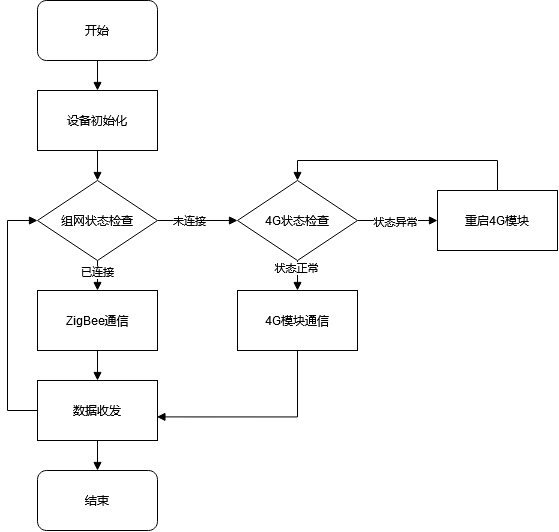 开始
设备初始化
组网状态检查
未连接
4G状态检查
状态异常
重启4G模块
已连接
状态正常
ZigBee通信
4G模块通信
数据收发
结束